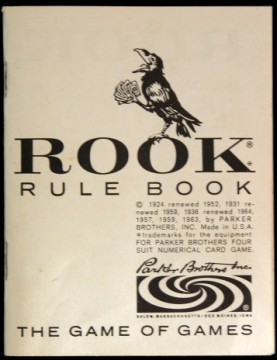 ROOK®
RULE BOOK
© 1924 renewed 1952, 1931 re-
newed 1959, 1936 renewed 1964,
1957, 1959, 1963, by PARKER
BROTHERS, INC. Made in U.S.A.
*trademarks for the equipment
FOR PARKER BROTHERS FOUR
SUIT NUMERICAL CARD GAME.
Parker Brothers Inc.
SALEM, MASSACHUSETTS • DES MOINES, IOWA
THE GAME OF GAMES